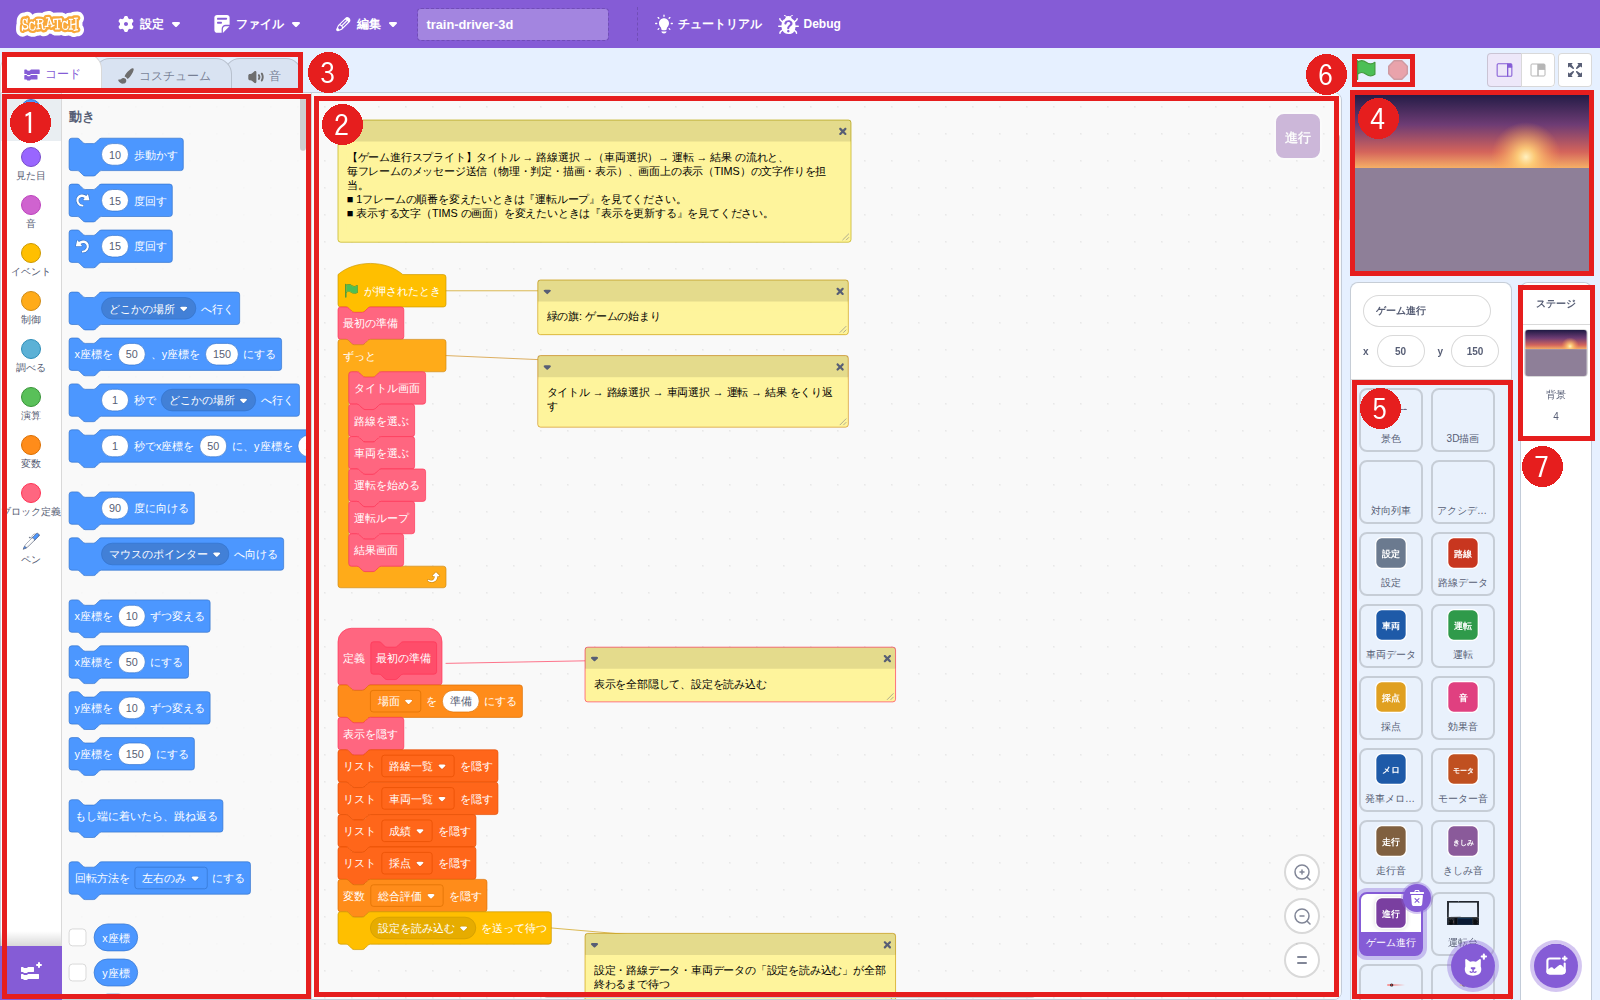 SCRATCH
設定
ファイル
編集
train-driver-3d
チュートリアル
Debug
コード
コスチューム
音
3
6
1
見た目
音
イベント
制御
調べる
演算
変数
ブロック定義
ペン
動き
10 歩動かす
15 度回す
15 度回す
どこかの場所 へ行く
x座標を 50 、y座標を 150 にする
1 秒で どこかの場所 へ行く
1 秒でx座標を 50 に、y座標を
90 度に向ける
マウスのポインター へ向ける
x座標を 10 ずつ変える
x座標を 50 にする
y座標を 10 ずつ変える
y座標を 150 にする
もし端に着いたら、跳ね返る
回転方法を 左右のみ にする
x座標
y座標
2
【ゲーム進行スプライト】タイトル → 路線選択 →（車両選択）→ 運転 → 結果 の流れと、
毎フレームのメッセージ送信（物理・判定・描画・表示）、画面上の表示（TIMS）の文字作りを担
当。
■ 1フレームの順番を変えたいときは『運転ループ』を見てください。
■ 表示する文字（TIMS の画面）を変えたいときは『表示を更新する』を見てください。
進行
が押されたとき
最初の準備
ずっと
タイトル画面
路線を選ぶ
車両を選ぶ
運転を始める
運転ループ
結果画面
緑の旗: ゲームの始まり
タイトル → 路線選択 → 車両選択 → 運転 → 結果 をくり返
す
定義 最初の準備
場面 を 準備 にする
表示を隠す
リスト 路線一覧 を隠す
リスト 車両一覧 を隠す
リスト 成績 を隠す
リスト 採点 を隠す
変数 総合評価 を隠す
設定を読み込む を送って待つ
表示を全部隠して、設定を読み込む
設定・路線データ・車両データの「設定を読み込む」が全部
終わるまで待つ
4
ゲーム進行
x 50 y 150
5
景色
3D描画
対向列車
アクシデ...
設定
設定
路線
路線データ
車両
車両データ
運転
運転
採点
採点
音
効果音
メロ
発車メロ...
モータ
モーター音
走行
走行音
きしみ
きしみ音
進行
ゲーム進行
運転台
ステージ
背景
4
7